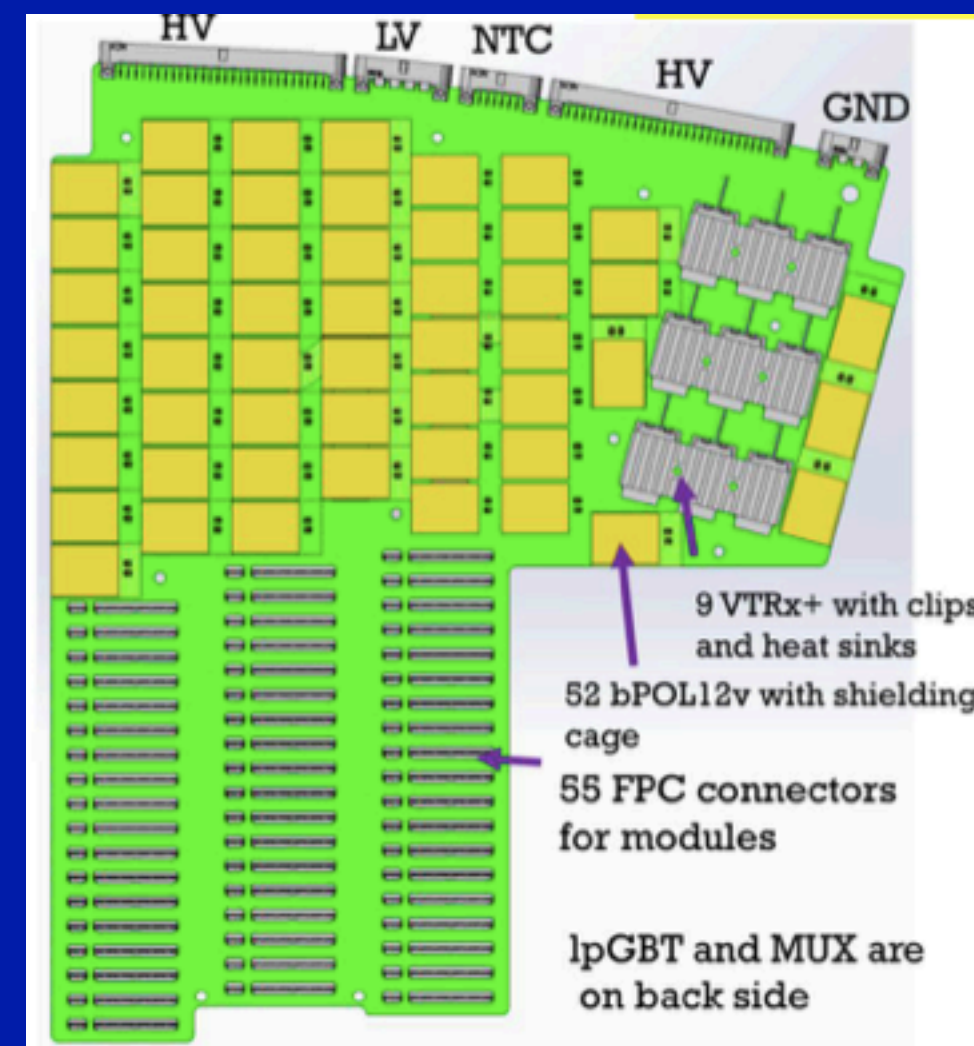 HV
LV
NTC
HV
GND
9 VTRx+ with clips
and heat sinks
52 bPOL12v with shielding
cage
55 FPC connectors
for modules
lpGBT and MUX are
on back side